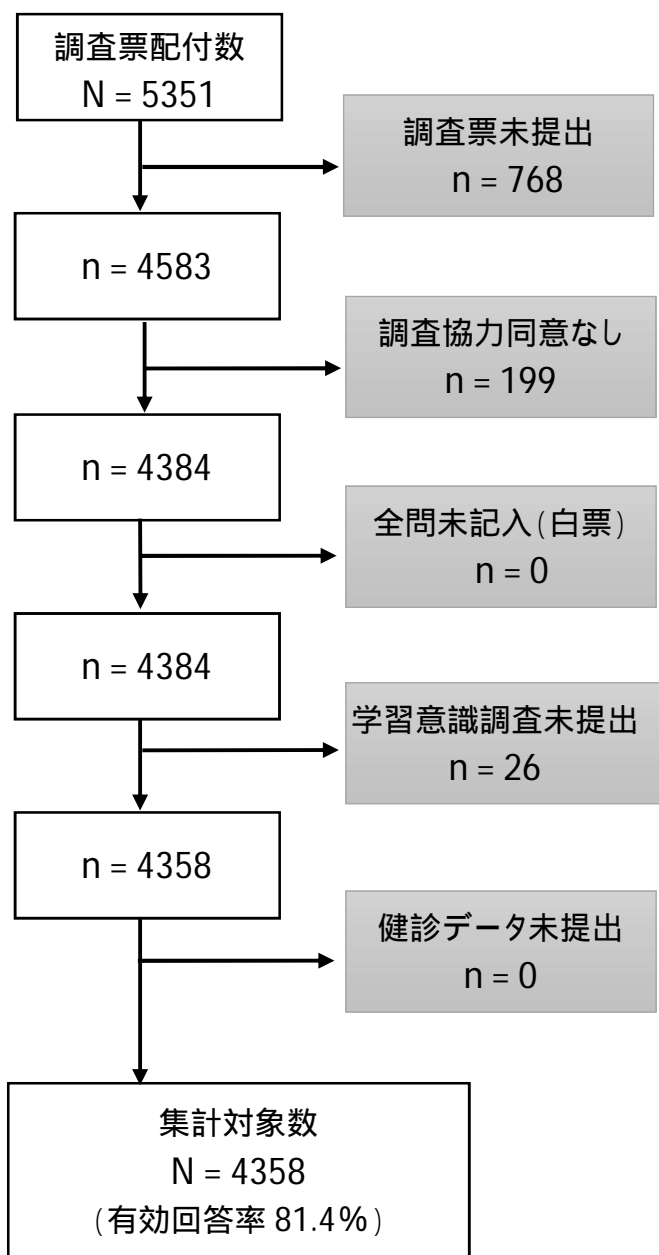 調査票配付数
N = 5351
調査票未提出
n = 768
n = 4583
調査協力同意なし
n = 199
n = 4384
全問未記入(白票)
n = 0
n = 4384
学習意識調査未提出
n = 26
n = 4358
健診データ未提出
n = 0
集計対象数
N = 4358
(有効回答率 81.4%)